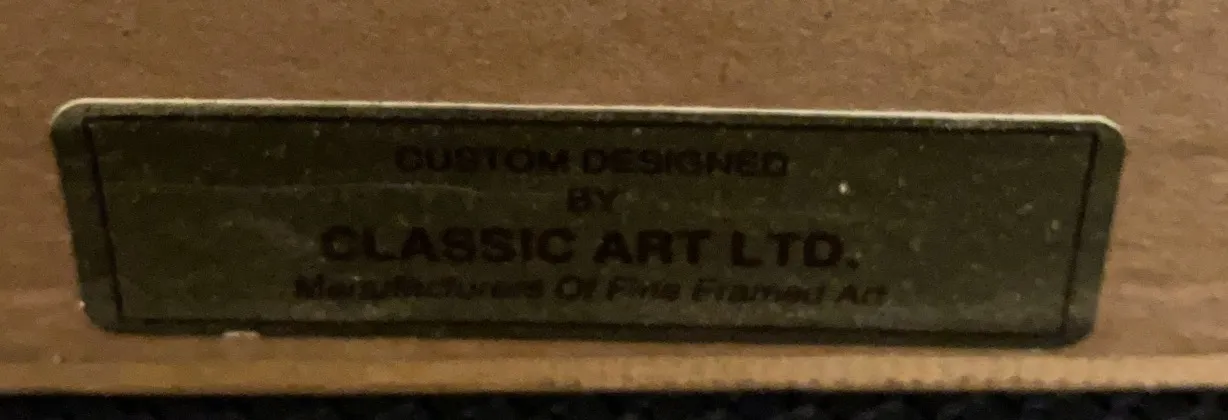 CUSTOM DESIGNED
BY
CLASSIC ART LTD.
Manufacturers Of Fine Framed Art